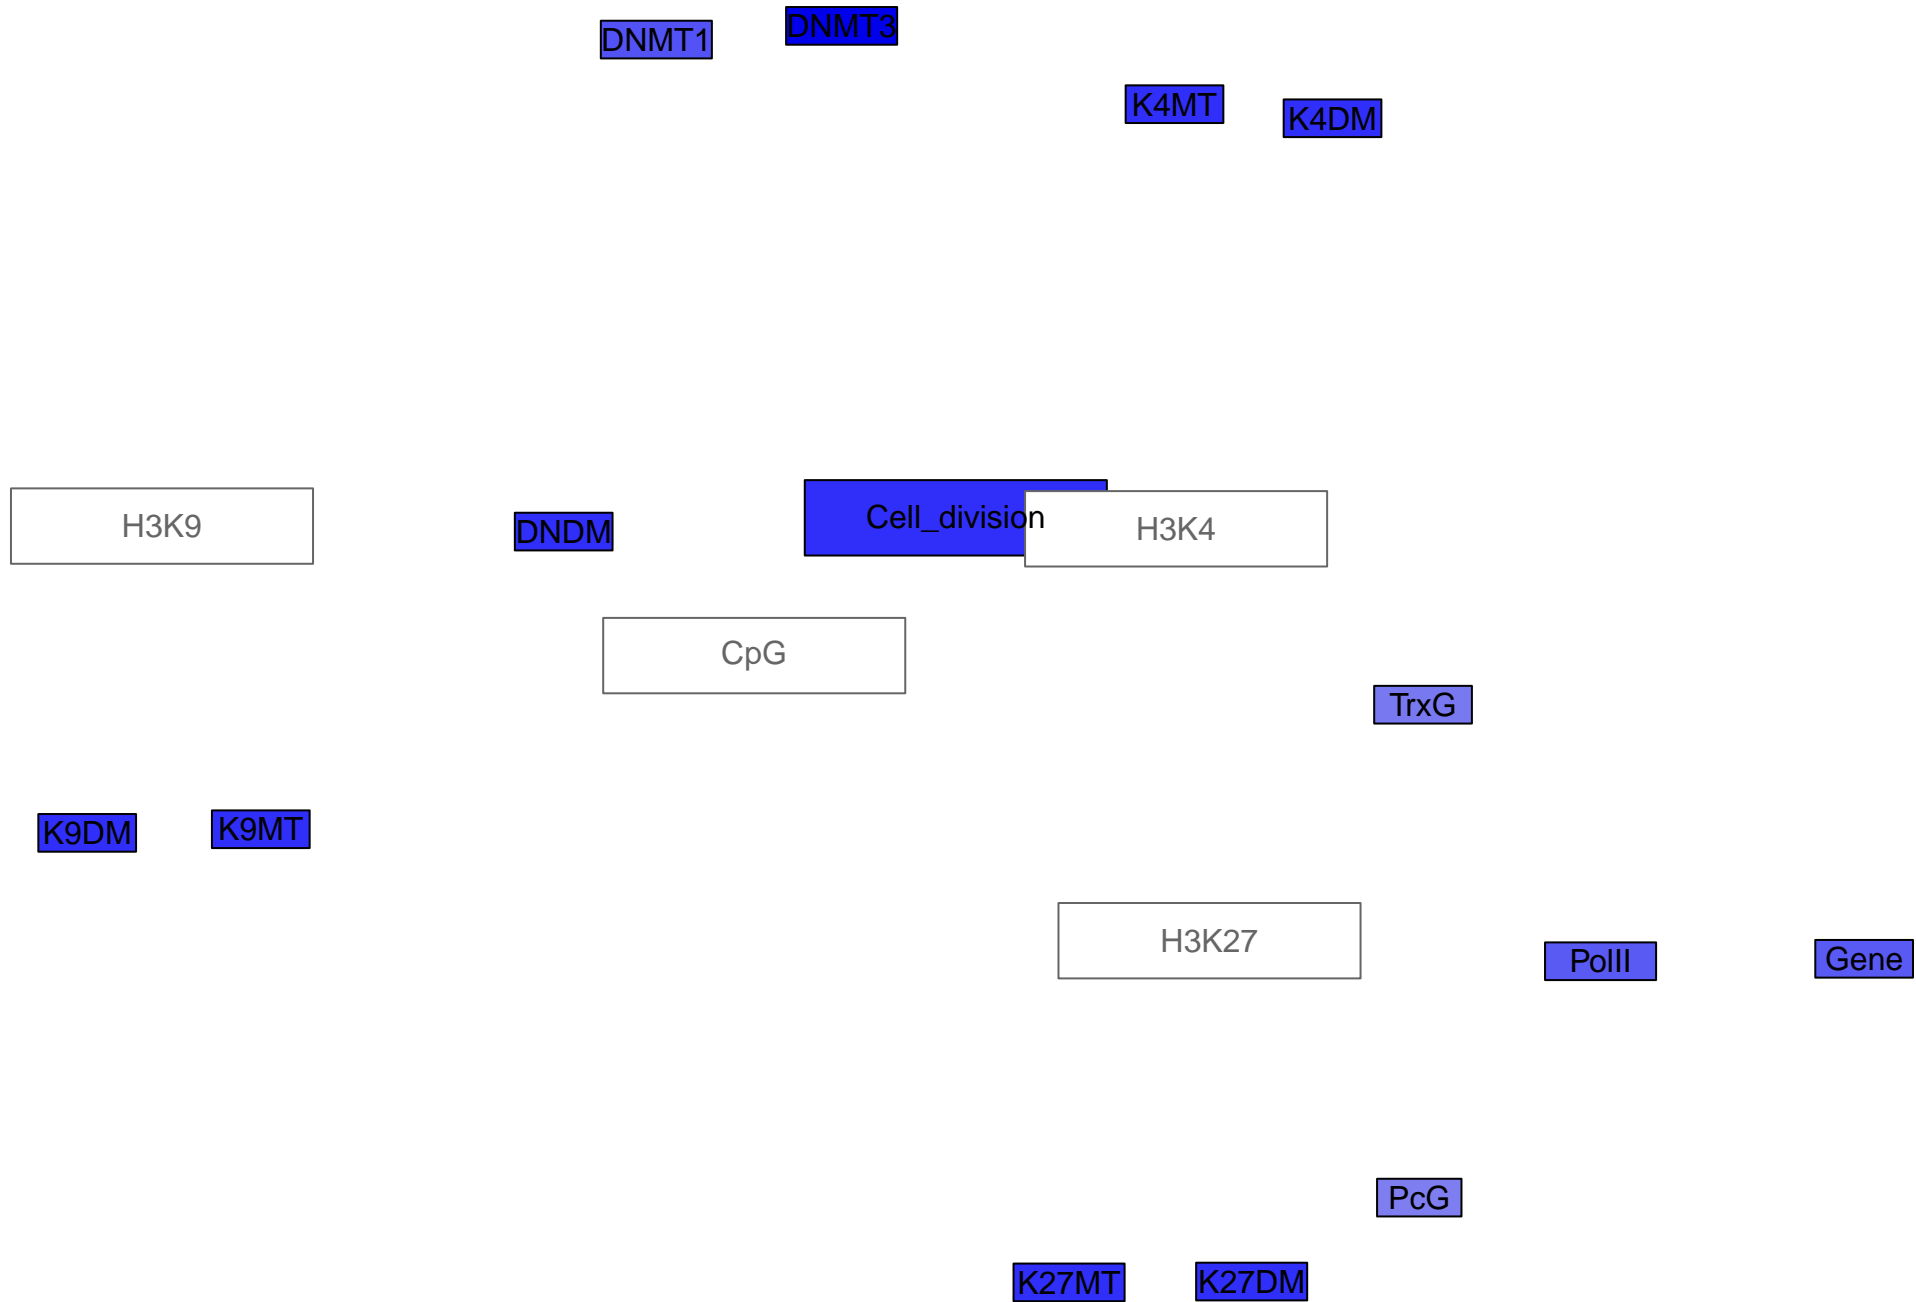 DNMT1
DNMT3
K4MT
K4DM
H3K9
DNDM
Cell_division
H3K4
CpG
TrxG
K9DM
K9MT
H3K27
PolII
Gene
PcG
K27MT
K27DM